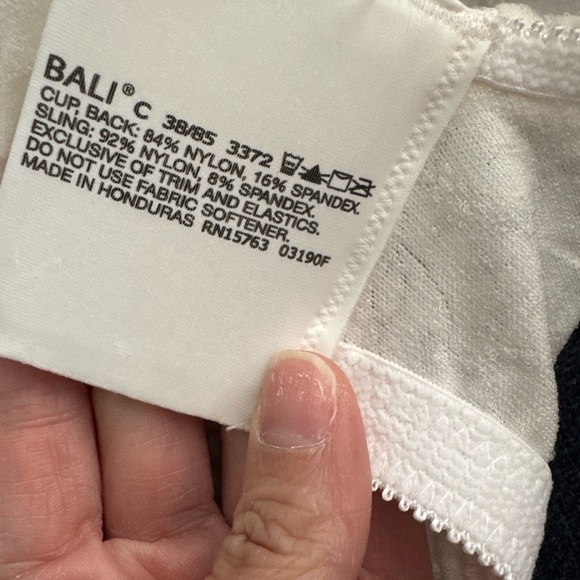 BALI® C 38/85 3372
CUP, BACK: 84% NYLON, 16% SPANDEX
SLING: 92% NYLON, 8% SPANDEX.
EXCLUSIVE OF TRIM AND ELASTICS.
DO NOT USE FABRIC SOFTENER.
MADE IN HONDURAS RN15763 03190F